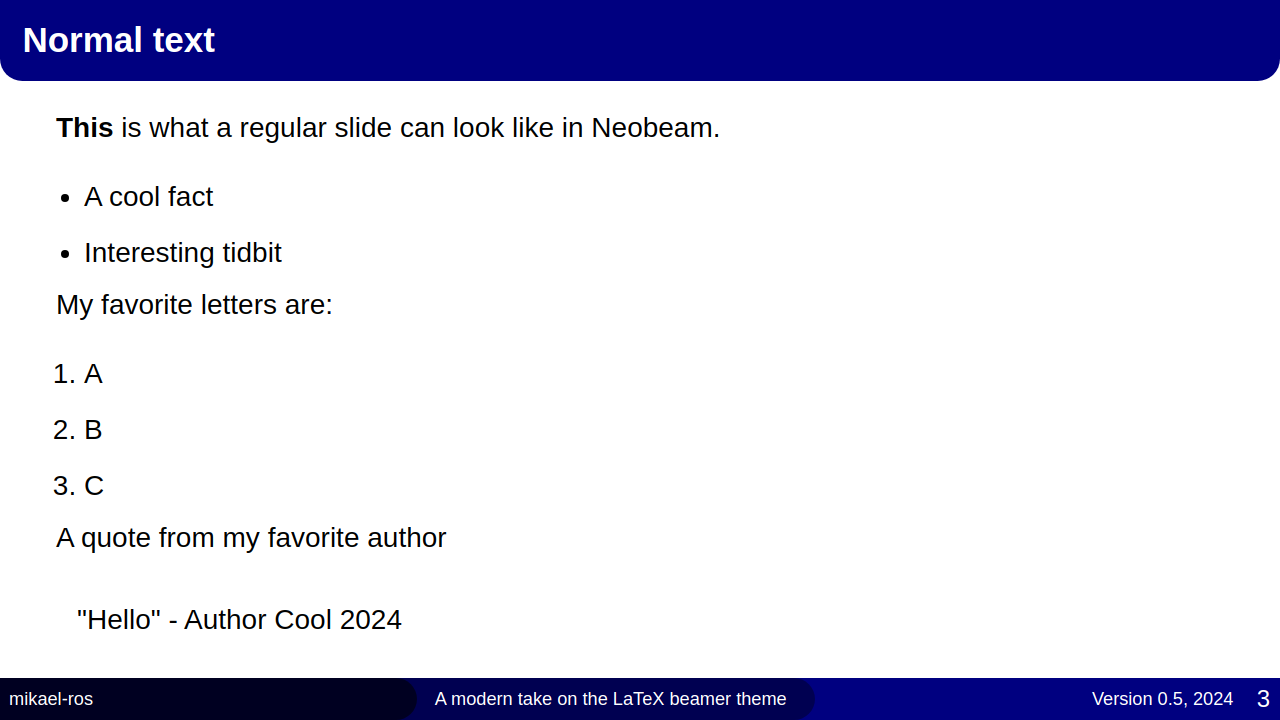 Normal text
This is what a regular slide can look like in Neobeam.
• A cool fact
• Interesting tidbit
My favorite letters are:
1. A
2. B
3. C
A quote from my favorite author
"Hello" - Author Cool 2024
mikael-ros A modern take on the LaTeX beamer theme Version 0.5, 2024 3